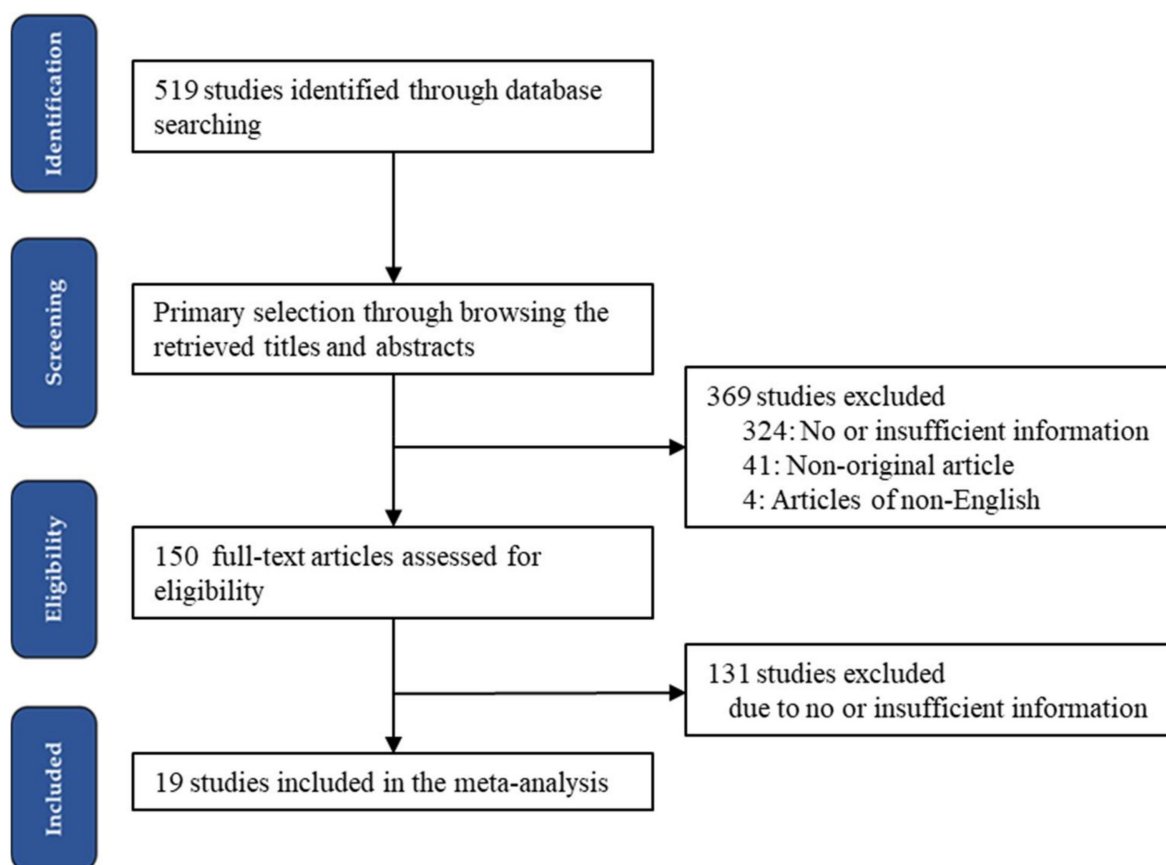 Identification
519 studies identified through database
searching
Screening
Primary selection through browsing the
retrieved titles and abstracts
369 studies excluded
324: No or insufficient information
41: Non-original article
4: Articles of non-English
Eligibility
150 full-text articles assessed for
eligibility
131 studies excluded
due to no or insufficient information
Included
19 studies included in the meta-analysis